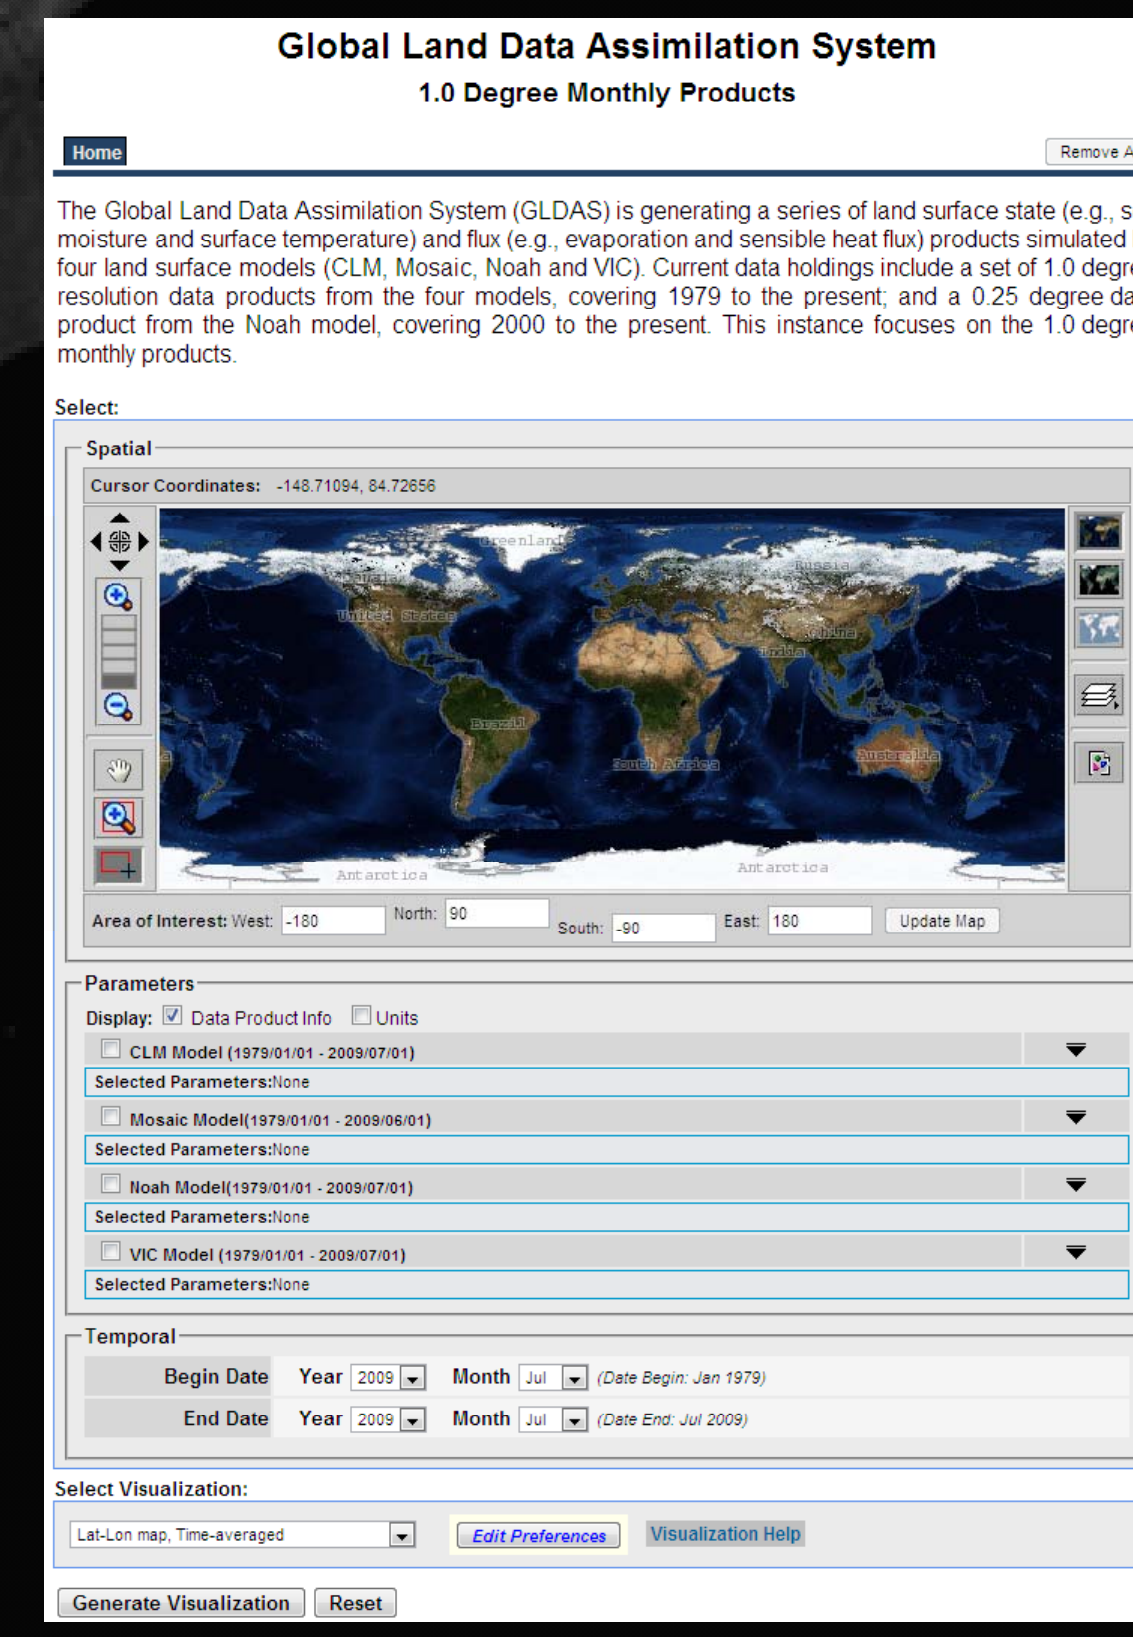 Global Land Data Assimilation System
1.0 Degree Monthly Products
Home
Remove A
The Global Land Data Assimilation System (GLDAS) is generating a series of land surface state (e.g., s
moisture and surface temperature) and flux (e.g., evaporation and sensible heat flux) products simulated
four land surface models (CLM, Mosaic, Noah and VIC). Current data holdings include a set of 1.0 degre
resolution data products from the four models, covering 1979 to the present; and a 0.25 degree da
product from the Noah model, covering 2000 to the present. This instance focuses on the 1.0 degre
monthly products.
Select:
Spatial
Cursor Coordinates: -148.71094, 84.72656
Greenland
Russia
Canada
United States
China
India
Brazil
South Africa
Australia
Antarctica
Antarctica
Area of Interest: West: -180 North: 90 South: -90 East: 180 Update Map
Parameters
Display: Data Product Info Units
CLM Model (1979/01/01 - 2009/07/01)
Selected Parameters:None
Mosaic Model(1979/01/01 - 2009/06/01)
Selected Parameters:None
Noah Model(1979/01/01 - 2009/07/01)
Selected Parameters:None
VIC Model (1979/01/01 - 2009/07/01)
Selected Parameters:None
Temporal
Begin Date Year 2009 Month Jul (Date Begin: Jan 1979)
End Date Year 2009 Month Jul (Date End: Jul 2009)
Select Visualization:
Lat-Lon map, Time-averaged Edit Preferences Visualization Help
Generate Visualization Reset